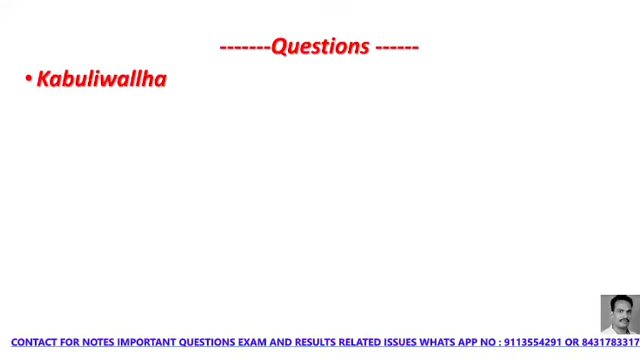 -------Questions ------
• Kabuliwallha
CONTACT FOR NOTES IMPORTANT QUESTIONS EXAM AND RESULTS RELATED ISSUES WHATS APP NO : 9113554291 OR 8431783317